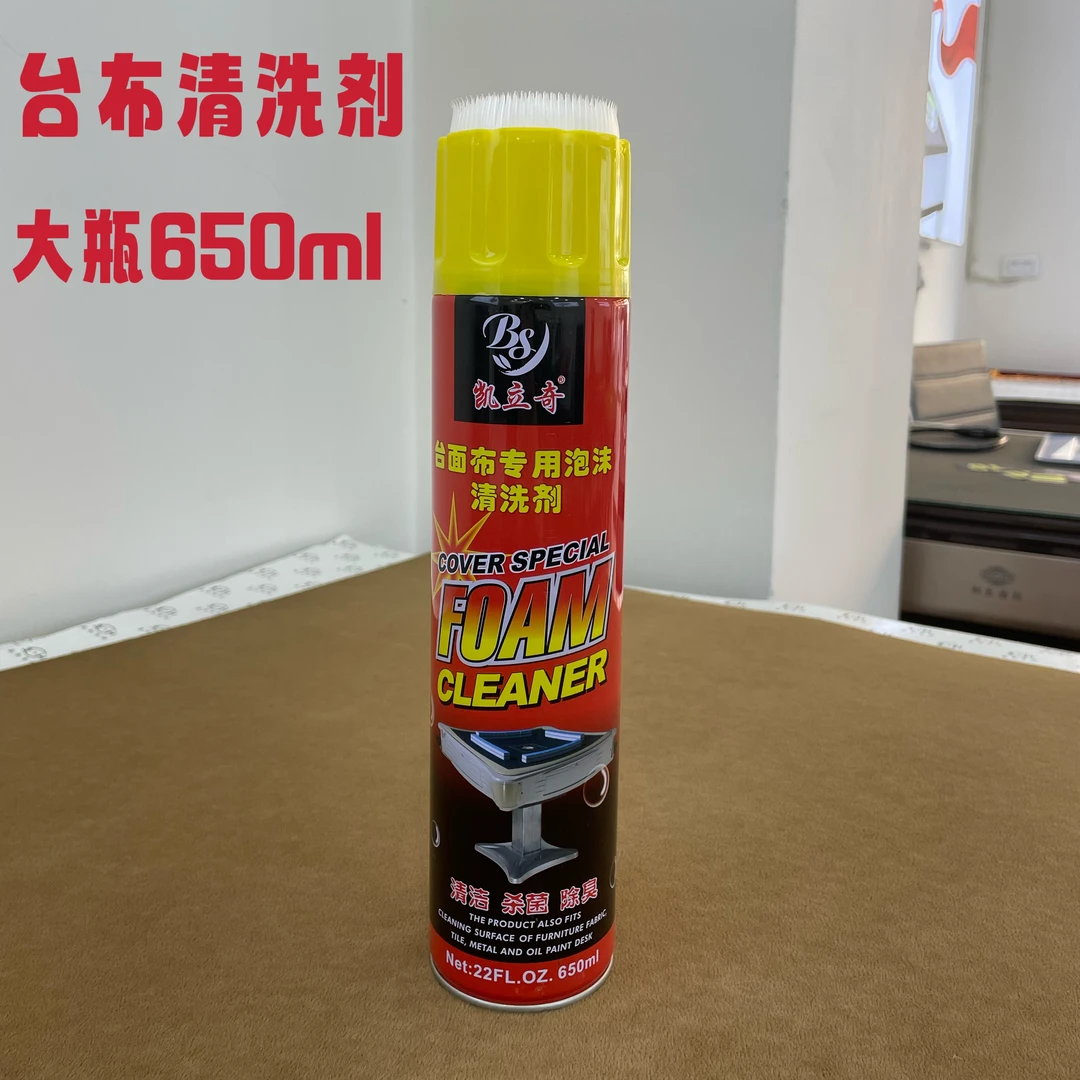 台布清洗剂
大瓶650ml
Bs
凯立奇®
台面布专用泡沫
清洗剂
COVER SPECIAL
FOAM
CLEANER
清洁 杀菌 除臭
THE PRODUCT ALSO FITS
CLEANING SURFACE OF FURNITURE FABRIC,
TILE, METAL AND OIL PAINT DESK
Net:22FL.OZ. 650ml